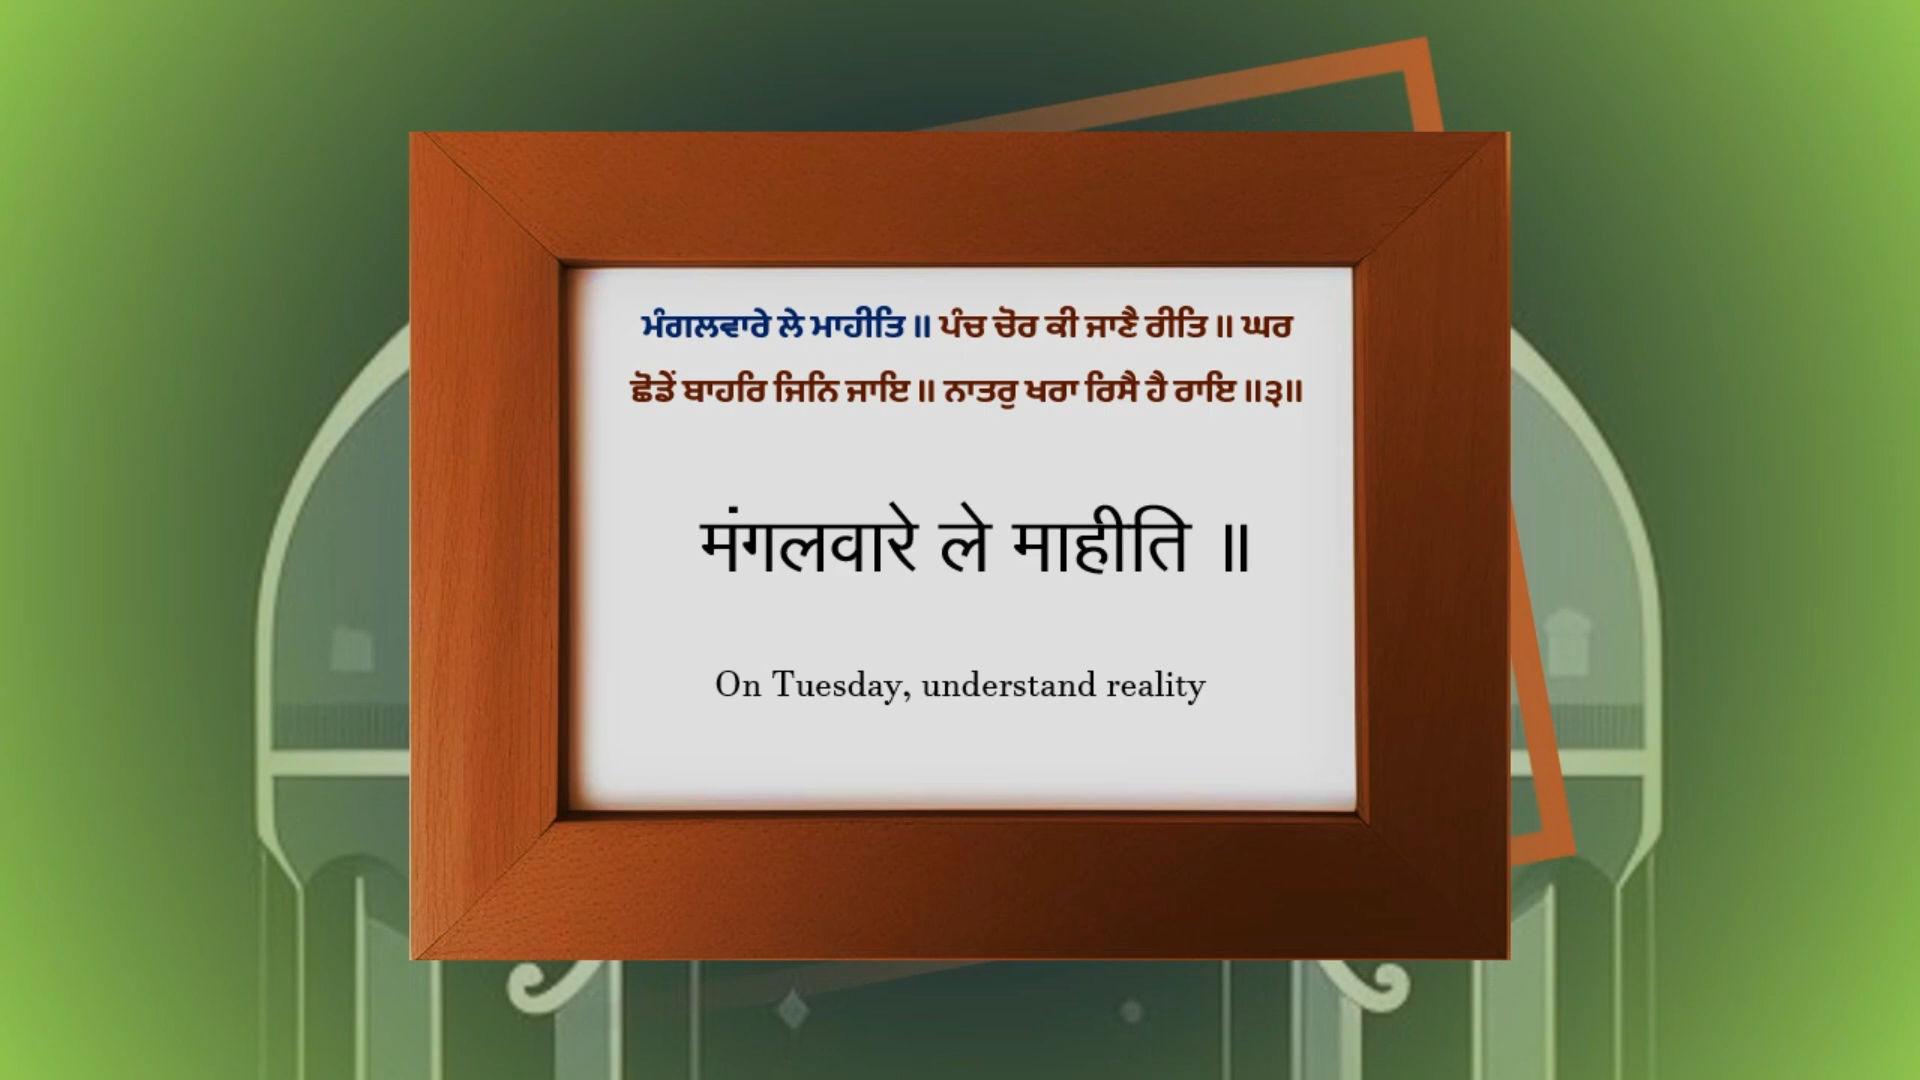 ਮੰਗਲਵਾਰੇ ਲੇ ਮਾਹੀਤਿ ॥ ਪੰਚ ਚੋਰ ਕੀ ਜਾਣੈ ਰੀਤਿ ॥ ਘਰ
ਛੋਡੇਂ ਬਾਹਰਿ ਜਿਨਿ ਜਾਇ ॥ ਨਾਤਰੁ ਖਰਾ ਰਿਸੈ ਹੈ ਰਾਇ ॥੩॥
मंगलवारे ले माहीति ॥
On Tuesday, understand reality